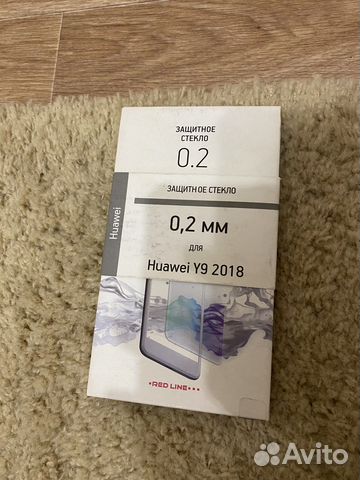 ЗАЩИТНОЕ
СТЕКЛО
0.2
Huawei
ЗАЩИТНОЕ СТЕКЛО
0,2 мм
для
Huawei Y9 2018
RED LINE
Avito